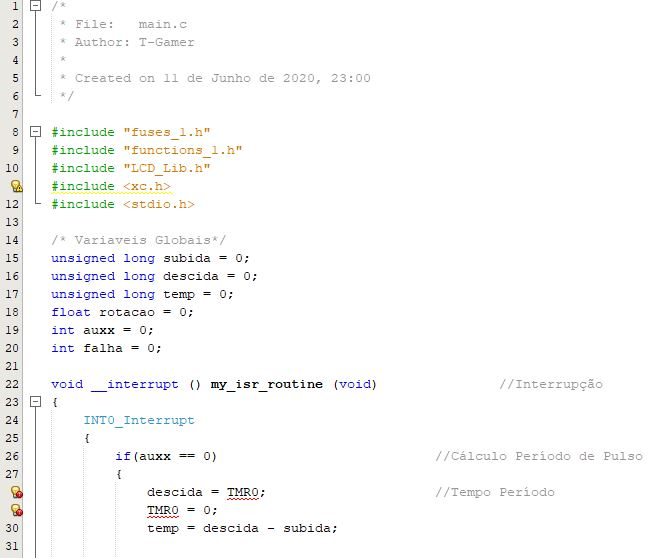 1 /*
2 * File:   main.c
3 * Author: T-Gamer
4 *
5 * Created on 11 de Junho de 2020, 23:00
6 */
7
8 #include "fuses_1.h"
9 #include "functions_1.h"
10 #include "LCD_Lib.h"
#include <xc.h>
12 #include <stdio.h>
13
14 /* Variaveis Globais*/
15 unsigned long subida = 0;
16 unsigned long descida = 0;
17 unsigned long temp = 0;
18 float rotacao = 0;
19 int auxx = 0;
20 int falha = 0;
21
22 void __interrupt () my_isr_routine (void) //Interrupção
23 {
24 INT0_Interrupt
25 {
26 if(auxx == 0) //Cálculo Período de Pulso
27 {
descida = TMR0; //Tempo Período
TMR0 = 0;
30 temp = descida - subida;
31